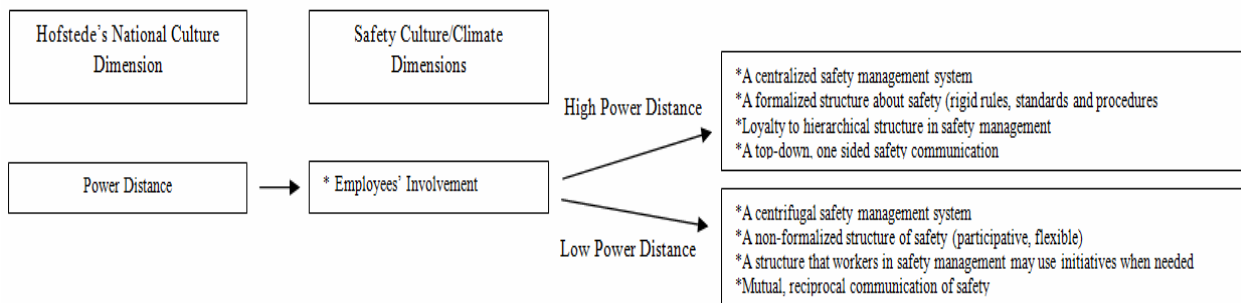 Hofstede's National Culture
Dimension
Safety Culture/Climate
Dimensions
*A centralized safety management system
*A formalized structure about safety (rigid rules, standards and procedures
*Loyalty to hierarchical structure in safety management
*A top-down, one sided safety communication
High Power Distance
Power Distance
* Employees' Involvement
Low Power Distance
*A centrifugal safety management system
*A non-formalized structure of safety (participative, flexible)
*A structure that workers in safety management may use initiatives when needed
*Mutual, reciprocal communication of safety